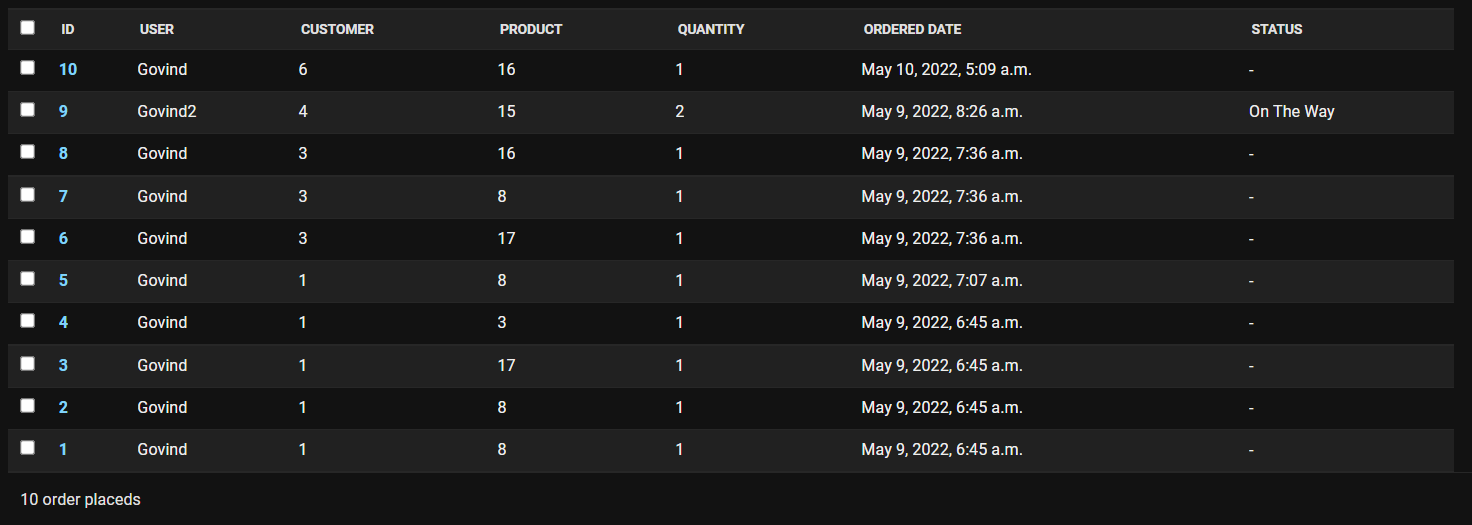 ID USER CUSTOMER PRODUCT QUANTITY ORDERED DATE STATUS
10 Govind 6 16 1 May 10, 2022, 5:09 a.m. -
9 Govind2 4 15 2 May 9, 2022, 8:26 a.m. On The Way
8 Govind 3 16 1 May 9, 2022, 7:36 a.m. -
7 Govind 3 8 1 May 9, 2022, 7:36 a.m. -
6 Govind 3 17 1 May 9, 2022, 7:36 a.m. -
5 Govind 1 8 1 May 9, 2022, 7:07 a.m. -
4 Govind 1 3 1 May 9, 2022, 6:45 a.m. -
3 Govind 1 17 1 May 9, 2022, 6:45 a.m. -
2 Govind 1 8 1 May 9, 2022, 6:45 a.m. -
1 Govind 1 8 1 May 9, 2022, 6:45 a.m. -
10 order placeds